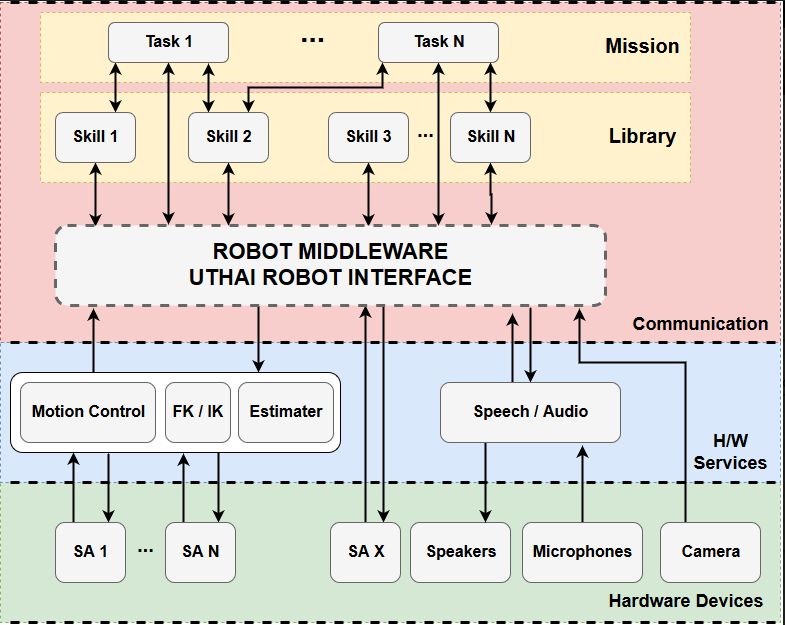 Task 1
...
Task N
Mission
Skill 1
Skill 2
Skill 3
...
Skill N
Library
ROBOT MIDDLEWARE
UTHAI ROBOT INTERFACE
Communication
Motion Control
FK / IK
Estimater
Speech / Audio
H/W
Services
SA 1
...
SA N
SA X
Speakers
Microphones
Camera
Hardware Devices